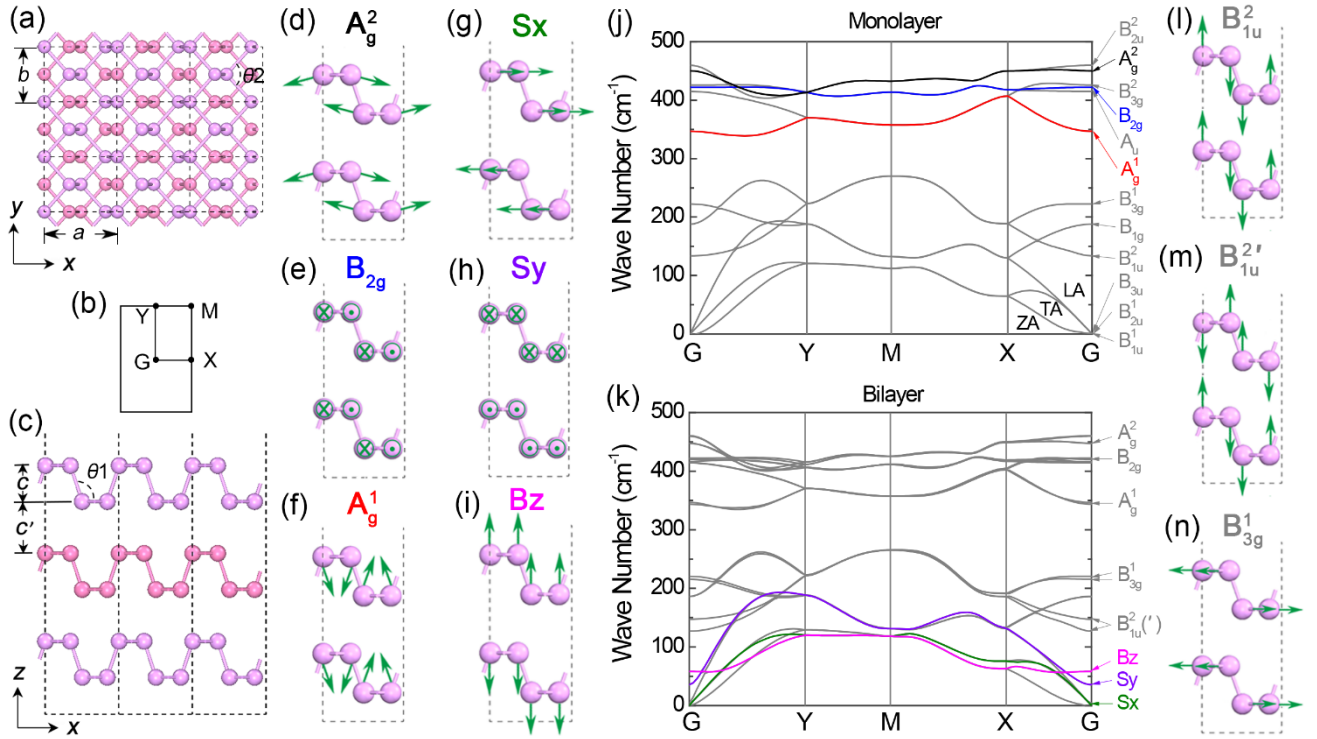 (a)
b
θ2
a
y
x
(b)
Y
M
G
X
(c)
c
θ1
c'
z
x
(d)
A²g
(e)
B2g
(f)
A¹g
(g)
Sx
(h)
Sy
(i)
Bz
(j)
Monolayer
Wave Number (cm⁻¹)
500
400
300
200
100
0
G Y M X G
LA
TA
ZA
B²2u
A²g
B²3g
B2g
Au
A¹g
B¹3g
B1g
B²1u
B3u
B¹2u
B¹1u
(k)
Bilayer
Wave Number (cm⁻¹)
500
400
300
200
100
0
G Y M X G
A²g
B2g
A¹g
B¹3g
B²1u(′)
Bz
Sy
Sx
(l)
B²1u
(m)
B²1u′
(n)
B¹3g